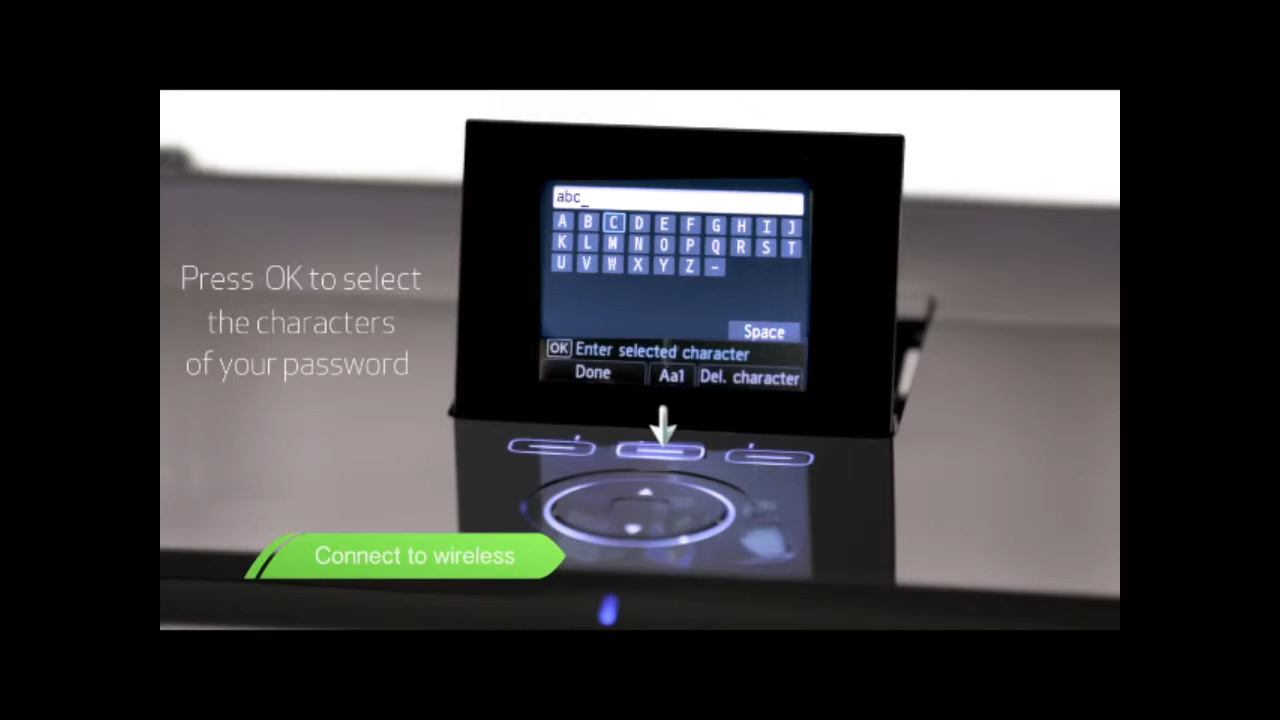 abc_
A B C D E F G H I J
K L M N O P Q R S T
U V W X Y Z -
Space
OK Enter selected character
Done Aa1 Del. character
Press OK to select
the characters
of your password
Connect to wireless